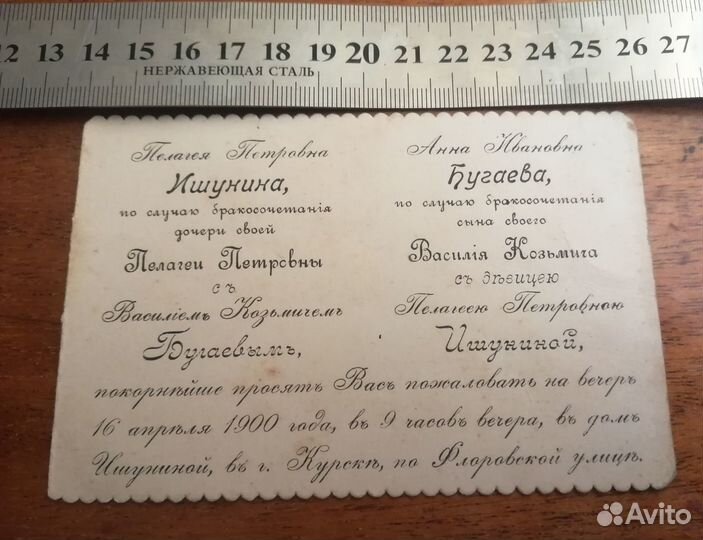 12 13 14 15 16 17 18 19 20 21 22 23 24 25 26 27
НЕРЖАВЕЮЩАЯ СТАЛЬ
Пелагея Петровна
Ишунина,
по случаю бракосочетанія
дочери своей
Пелагеи Петровны
съ
Василіемъ Козьмичемъ
Бугаевымъ,
Анна Ивановна
Бугаева,
по случаю бракосочетанія
сына своего
Василія Козьмича
съ дѣвицею
Пелагеею Петровною
Ишуниной,
покорнѣйше просятъ Васъ пожаловать на вечеръ
16 апрѣля 1900 года, въ 9 часовъ вечера, въ домъ
Ишуниной, въ г. Курскѣ, по Флоровской улицѣ.
Avito